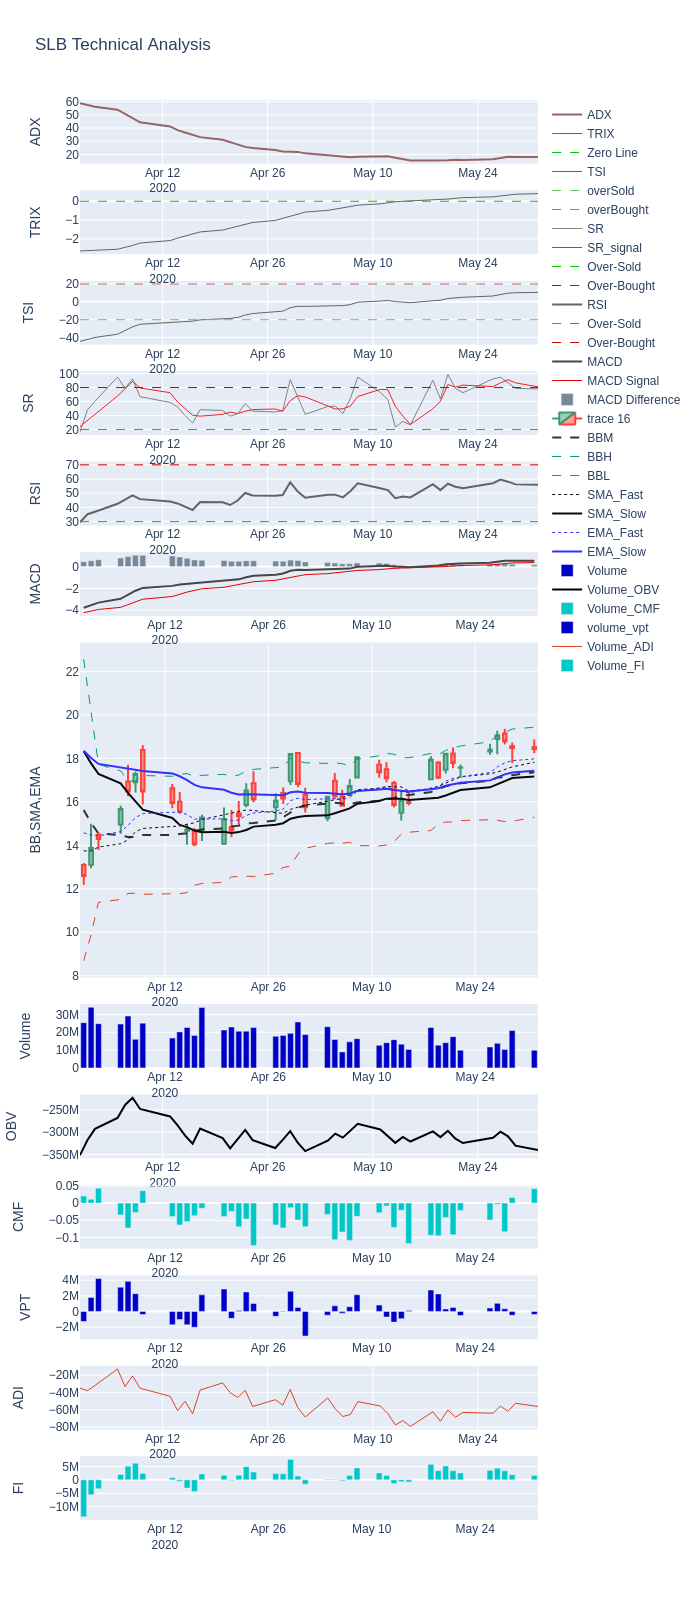 SLB Technical Analysis
ADX
60
50
40
30
20
Apr 12
2020
Apr 26
May 10
May 24
TRIX
0
−1
−2
Apr 12
2020
Apr 26
May 10
May 24
TSI
20
0
−20
−40
Apr 12
2020
Apr 26
May 10
May 24
SR
100
80
60
40
20
Apr 12
2020
Apr 26
May 10
May 24
RSI
70
60
50
40
30
Apr 12
2020
Apr 26
May 10
May 24
MACD
0
−2
−4
Apr 12
2020
Apr 26
May 10
May 24
BB,SMA,EMA
22
20
18
16
14
12
10
8
Apr 12
2020
Apr 26
May 10
May 24
Volume
30M
20M
10M
0
Apr 12
2020
Apr 26
May 10
May 24
OBV
−250M
−300M
−350M
Apr 12
2020
Apr 26
May 10
May 24
CMF
0.05
0
−0.05
−0.1
Apr 12
2020
Apr 26
May 10
May 24
VPT
4M
2M
0
−2M
Apr 12
2020
Apr 26
May 10
May 24
ADI
−20M
−40M
−60M
−80M
Apr 12
2020
Apr 26
May 10
May 24
FI
5M
0
−5M
−10M
Apr 12
2020
Apr 26
May 10
May 24
ADX
TRIX
Zero Line
TSI
overSold
overBought
SR
SR_signal
Over-Sold
Over-Bought
RSI
Over-Sold
Over-Bought
MACD
MACD Signal
MACD Difference
trace 16
BBM
BBH
BBL
SMA_Fast
SMA_Slow
EMA_Fast
EMA_Slow
Volume
Volume_OBV
Volume_CMF
volume_vpt
Volume_ADI
Volume_FI